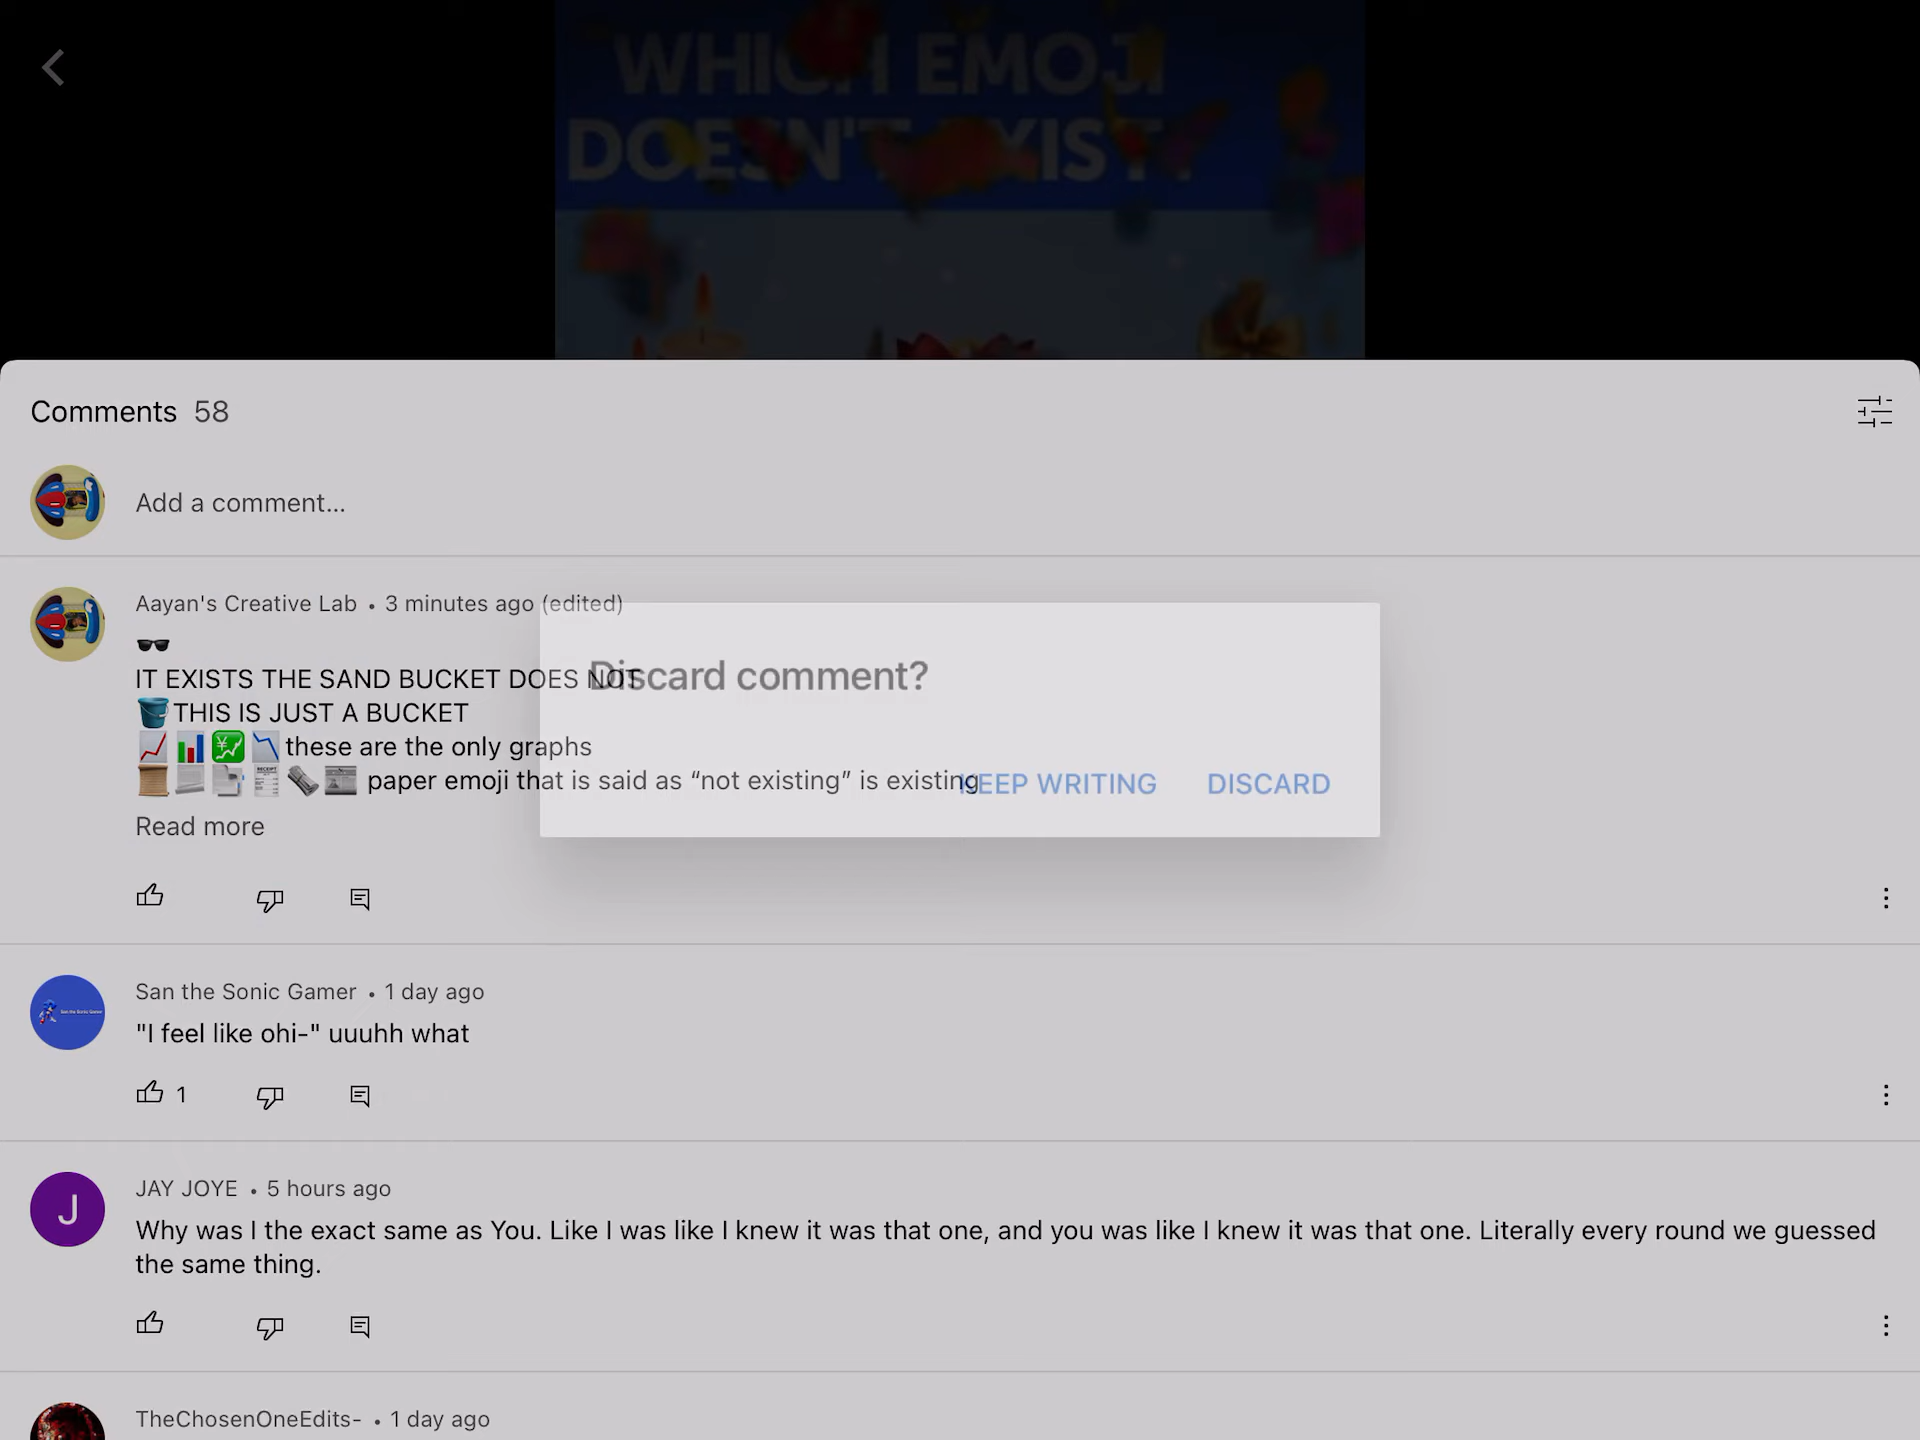 WHICH EMOJI
DOESN'T EXIST?
Comments 58
Add a comment...
Aayan's Creative Lab • 3 minutes ago (edited)
🕶️
IT EXISTS THE SAND BUCKET DOES NOT
🪣THIS IS JUST A BUCKET
📈📊💹📉these are the only graphs
📜📃📑🧾🗞️📰 paper emoji that is said as “not existing” is existing
Read more
Discard comment?
KEEP WRITING DISCARD
San the Sonic Gamer • 1 day ago
"I feel like ohi-" uuuhh what
1
J
JAY JOYE • 5 hours ago
Why was I the exact same as You. Like I was like I knew it was that one, and you was like I knew it was that one. Literally every round we guessed
the same thing.
TheChosenOneEdits- • 1 day ago